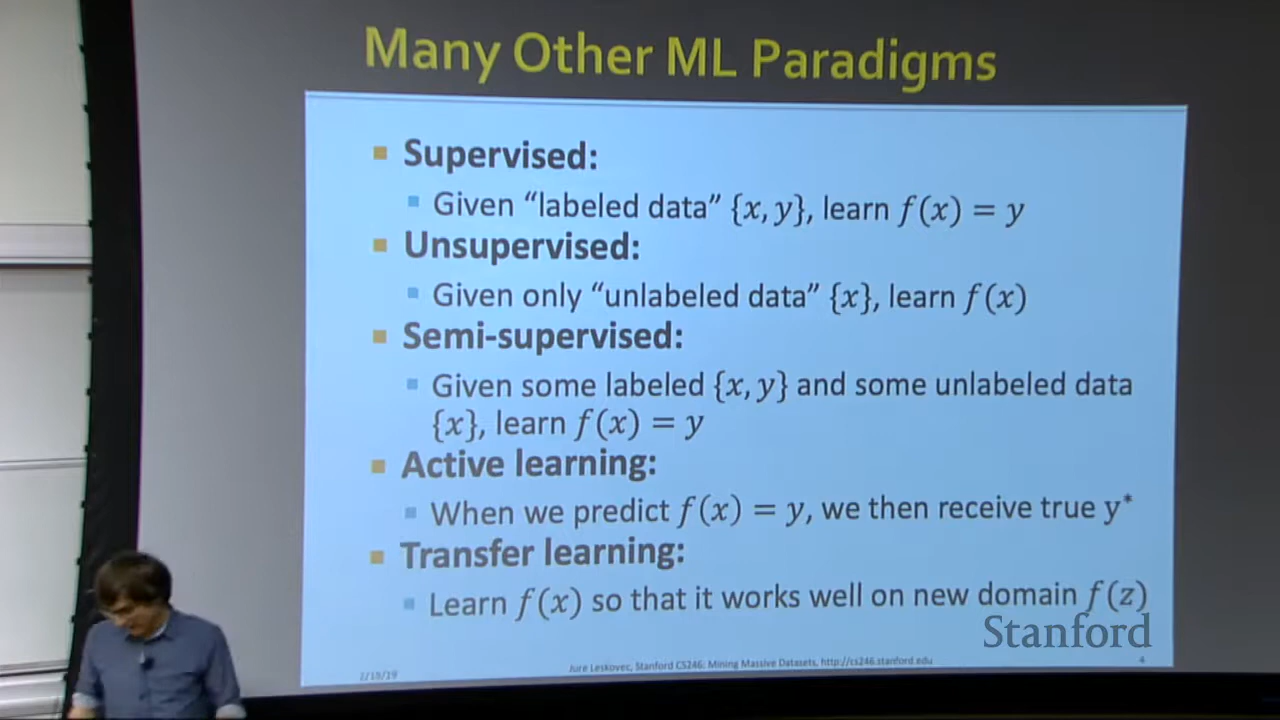 Many Other ML Paradigms
Supervised:
Given “labeled data” {x, y}, learn f(x) = y
Unsupervised:
Given only “unlabeled data” {x}, learn f(x)
Semi-supervised:
Given some labeled {x, y} and some unlabeled data
{x}, learn f(x) = y
Active learning:
When we predict f(x) = y, we then receive true y*
Transfer learning:
Learn f(x) so that it works well on new domain f(z)
Stanford
2/19/19
Jure Leskovec, Stanford CS246: Mining Massive Datasets, http://cs246.stanford.edu
4